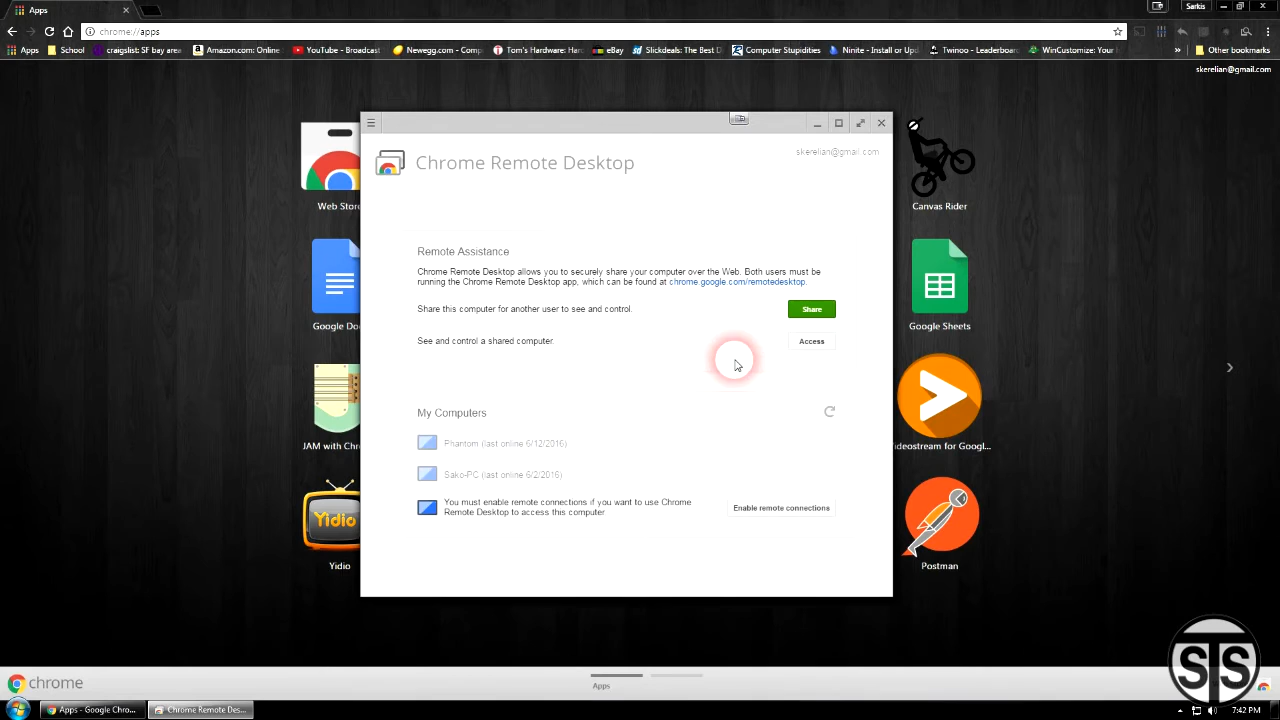 Apps
Sarkis
chrome://apps
Apps
School
craigslist: SF bay area
Amazon.com: Online
YouTube - Broadcast
Newegg.com - Comp
Tom's Hardware: Hard
eBay
Slickdeals: The Best D
Computer Stupidities
Ninite - Install or Upd
Twinoo - Leaderboard
WinCustomize: Your
»
Other bookmarks
skerelian@gmail.com
Chrome Remote Desktop
skerelian@gmail.com
Web Store
Canvas Rider
Remote Assistance
Chrome Remote Desktop allows you to securely share your computer over the Web. Both users must be
running the Chrome Remote Desktop app, which can be found at chrome.google.com/remotedesktop.
Share this computer for another user to see and control.
Share
See and control a shared computer.
Access
Google Doc
Google Sheets
My Computers
Phantom (last online 6/12/2016)
Sako-PC (last online 6/2/2016)
You must enable remote connections if you want to use Chrome
Remote Desktop to access this computer.
Enable remote connections
JAM with Chro
Videostream for Googl...
Yidio
Yidio
Postman
STS
chrome
Apps
Apps - Google Chro...
Chrome Remote Des...
7:42 PM